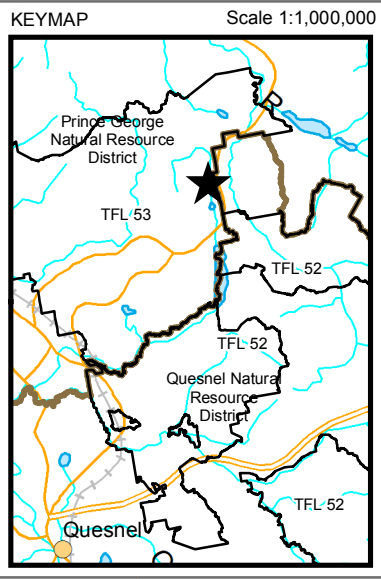 KEYMAP
Scale 1:1,000,000
Prince George
Natural Resource
District
TFL 53
TFL 52
TFL 52
Quesnel Natural
Resource
District
TFL 52
Quesnel